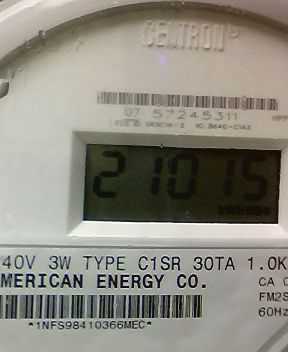 CENTRON
07 57245311
21015
40V 3W TYPE C1SR 30TA 1.0K
MERICAN ENERGY CO.
CA
FM2S
60Hz
*1NFS98410366MEC*